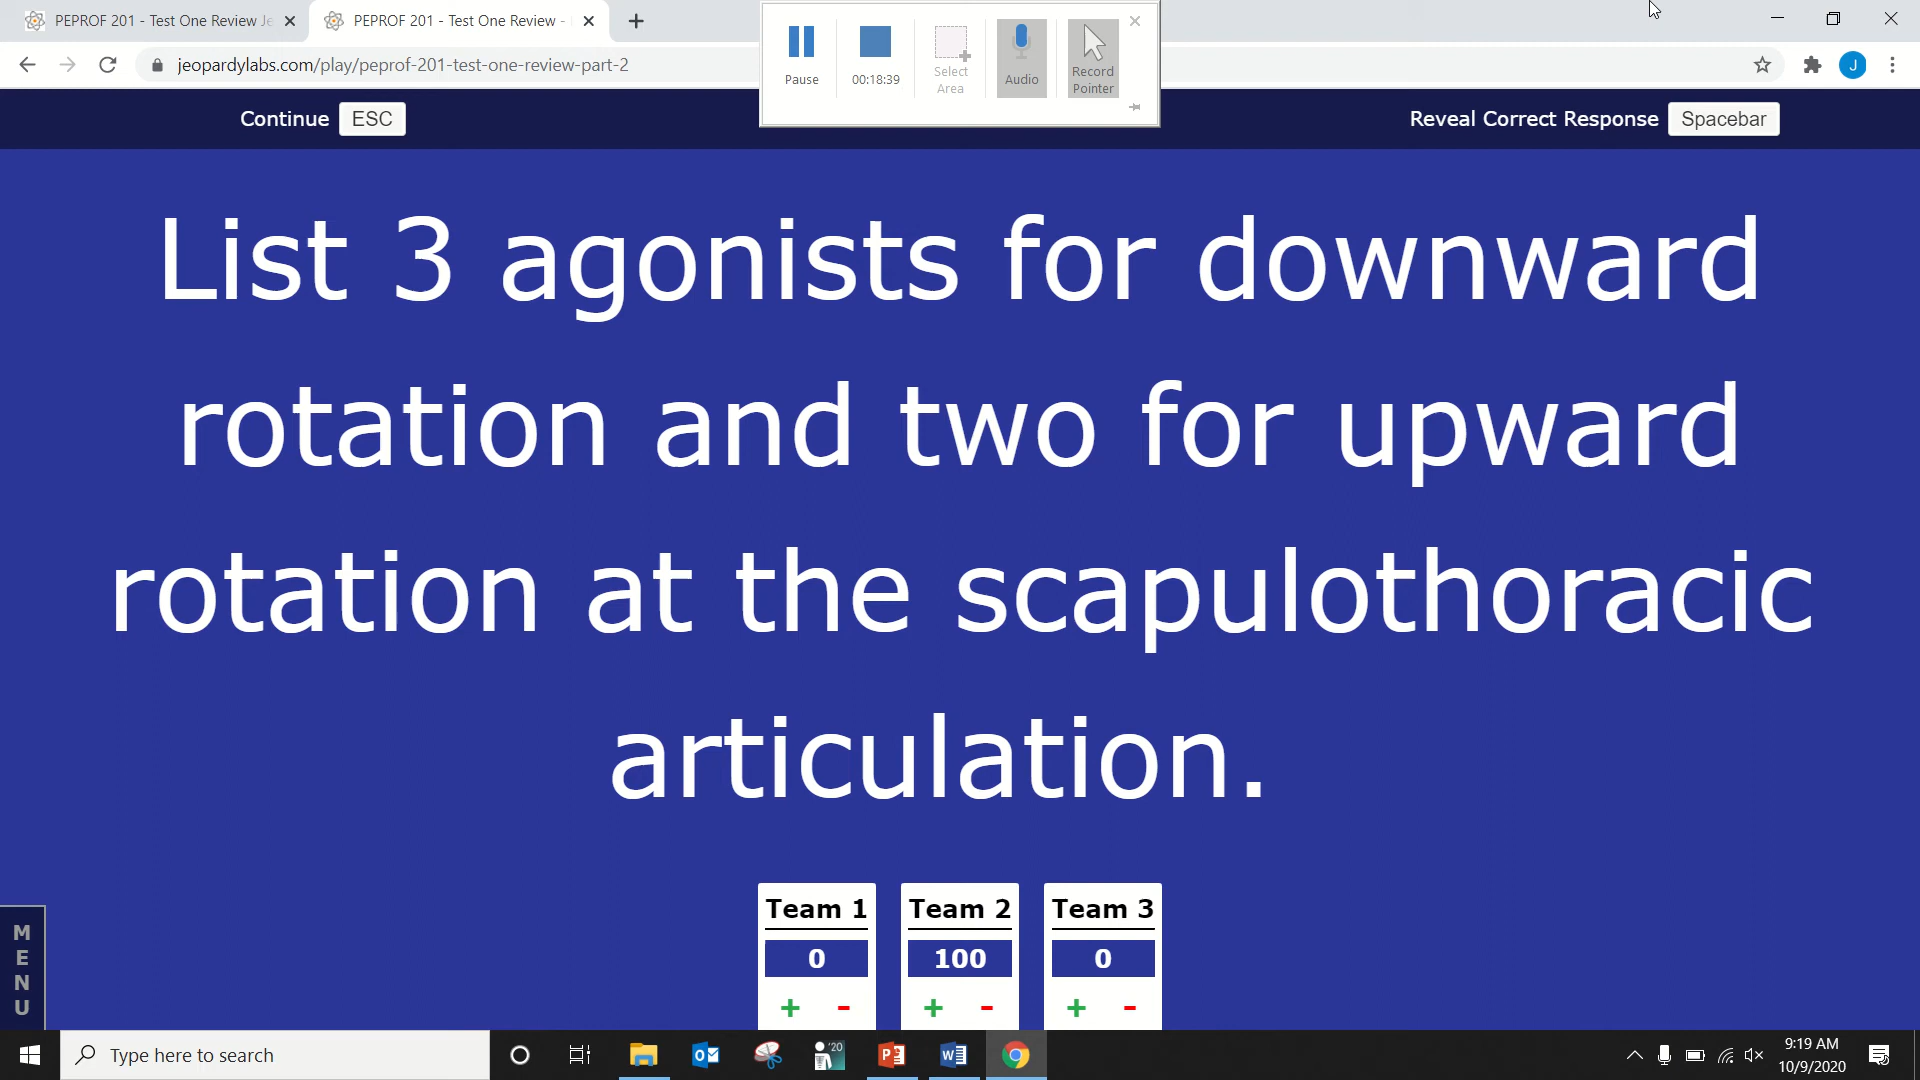 PEPROF 201 - Test One Review Je
PEPROF 201 - Test One Review -
jeopardylabs.com/play/peprof-201-test-one-review-part-2
J
Pause
00:18:39
Select
Area
Audio
Record
Pointer
Continue ESC
Reveal Correct Response Spacebar
List 3 agonists for downward
rotation and two for upward
rotation at the scapulothoracic
articulation.
MENU
Team 1 Team 2 Team 3
0 100 0
+ - + - + -
Type here to search
'20
9:19 AM
10/9/2020